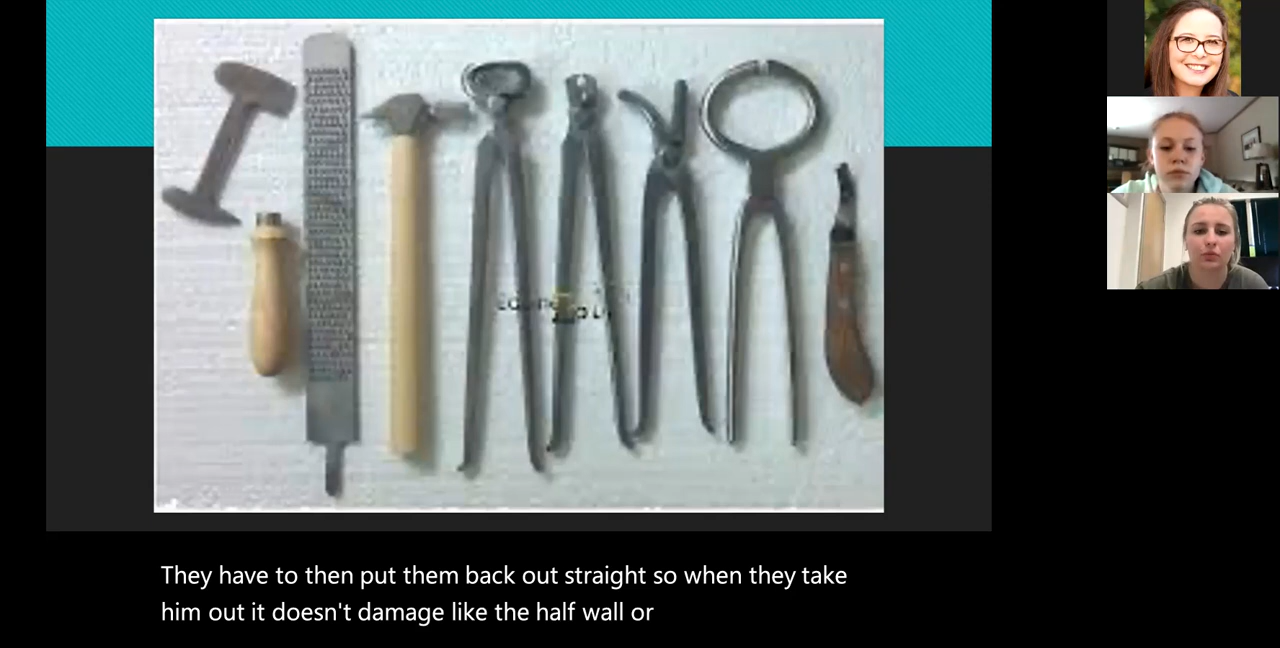 They have to then put them back out straight so when they take
him out it doesn't damage like the half wall or